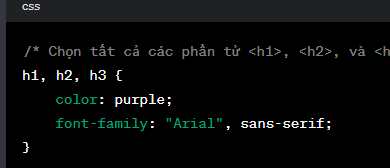 css
/* Chọn tất cả các phần tử <h1>, <h2>, và <h
h1, h2, h3 {
    color: purple;
    font-family: "Arial", sans-serif;
}